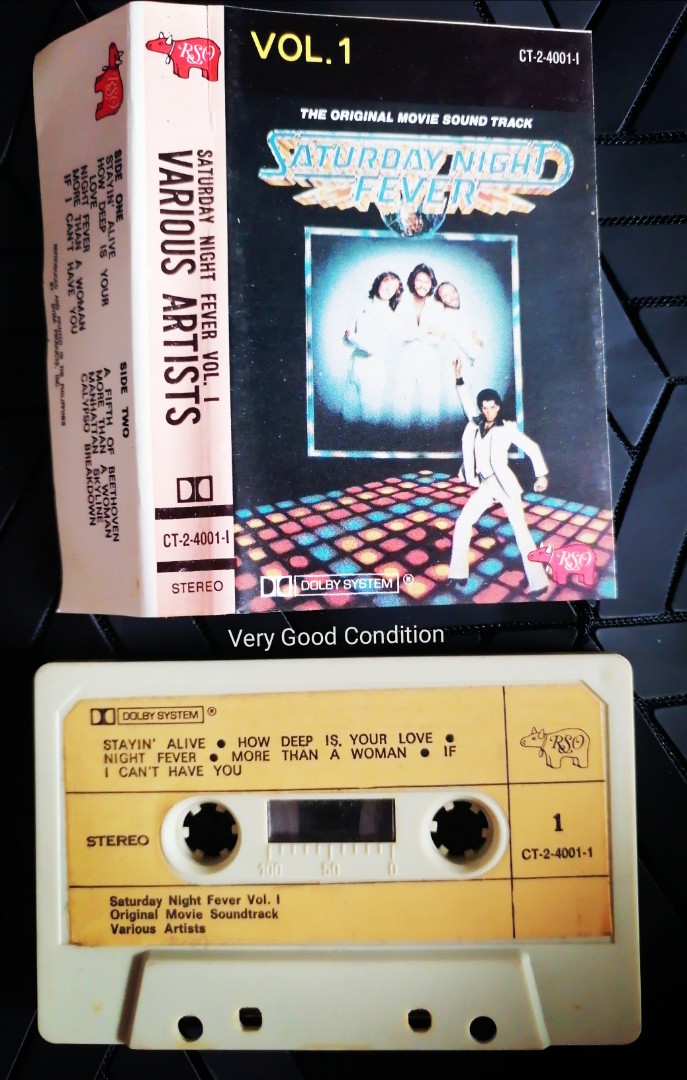 VOL.1
CT-2-4001-I
THE ORIGINAL MOVIE SOUND TRACK
SATURDAY NIGHT
FEVER
DOLBY SYSTEM ®
RSO
RSO
SATURDAY NIGHT FEVER VOL. I
VARIOUS ARTISTS
CT-2-4001-I
STEREO
RSO
SIDE ONE
STAYIN' ALIVE
HOW DEEP IS YOUR
LOVE
NIGHT FEVER
MORE THAN A WOMAN
IF I CAN'T HAVE YOU
SIDE TWO
A FIFTH OF BEETHOVEN
MORE THAN A WOMAN
MANHATTAN SKYLINE
CALYPSO BREAKDOWN
Very Good Condition
DOLBY SYSTEM ®
STAYIN' ALIVE ● HOW DEEP IS, YOUR LOVE ●
NIGHT FEVER ● MORE THAN A WOMAN ● IF
I CAN'T HAVE YOU
RSO
STEREO
100 50 0
1
CT-2-4001-1
Saturday Night Fever Vol. I
Original Movie Soundtrack
Various Artists